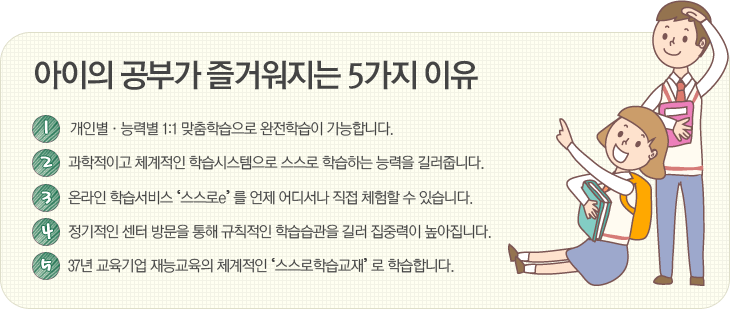 아이의 공부가 즐거워지는 5가지 이유
1 개인별 · 능력별 1:1 맞춤학습으로 완전학습이 가능합니다.
2 과학적이고 체계적인 학습시스템으로 스스로 학습하는 능력을 길러줍니다.
3 온라인 학습서비스 ‘스스로e’ 를 언제 어디서나 직접 체험할 수 있습니다.
4 정기적인 센터 방문을 통해 규칙적인 학습습관을 길러 집중력이 높아집니다.
5 37년 교육기업 재능교육의 체계적인 ‘스스로학습교재’ 로 학습합니다.